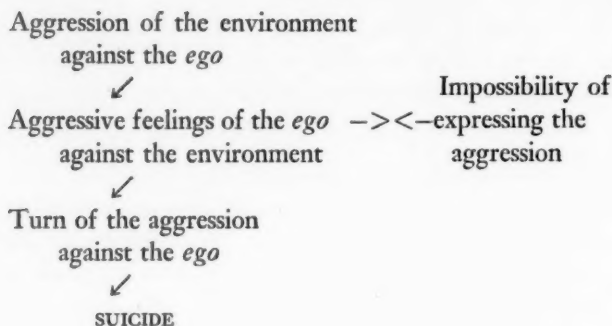 Aggression of the environment
against the ego
↙
Impossibility of
Aggressive feelings of the ego –><– expressing the
against the environment aggression
↙
Turn of the aggression
against the ego
↙
SUICIDE